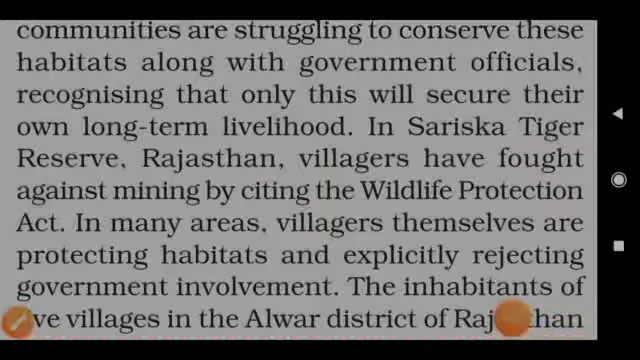 communities are struggling to conserve these
habitats along with government officials,
recognising that only this will secure their
own long-term livelihood. In Sariska Tiger
Reserve, Rajasthan, villagers have fought
against mining by citing the Wildlife Protection
Act. In many areas, villagers themselves are
protecting habitats and explicitly rejecting
government involvement. The inhabitants of
villages in the Alwar district of